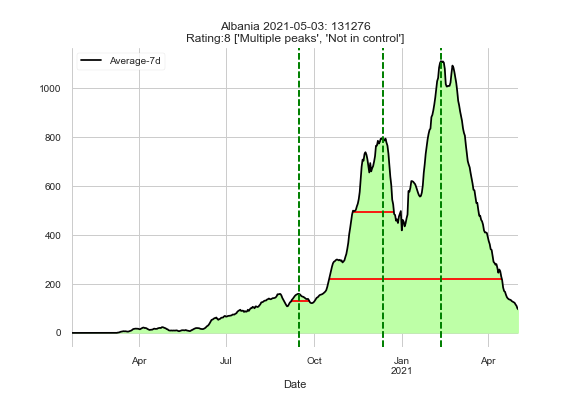 Albania 2021-05-03: 131276
Rating:8 ['Multiple peaks', 'Not in control']
Average-7d
1000
800
600
400
200
0
Apr Jul Oct Jan Apr
2021
Date